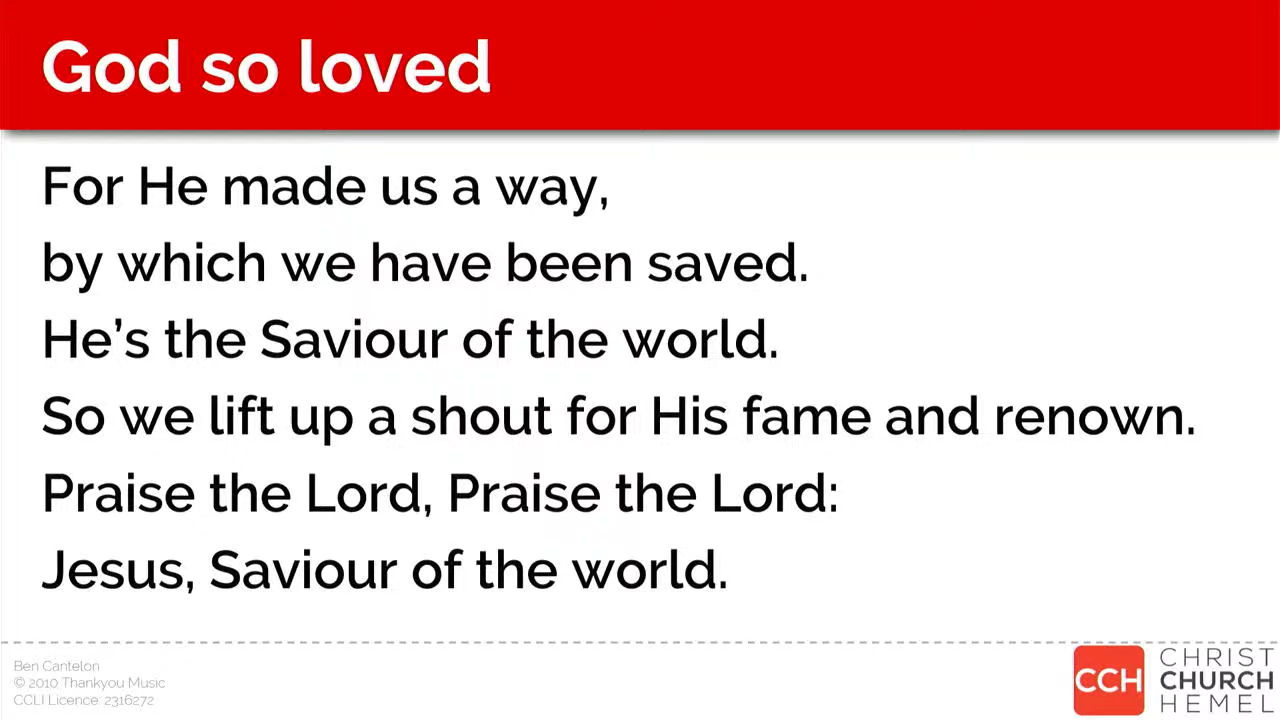 God so loved
For He made us a way,
by which we have been saved.
He’s the Saviour of the world.
So we lift up a shout for His fame and renown.
Praise the Lord, Praise the Lord:
Jesus, Saviour of the world.
Ben Cantelon
© 2010 Thankyou Music
CCLI Licence: 2316272
CCH
CHRIST
CHURCH
HEMEL